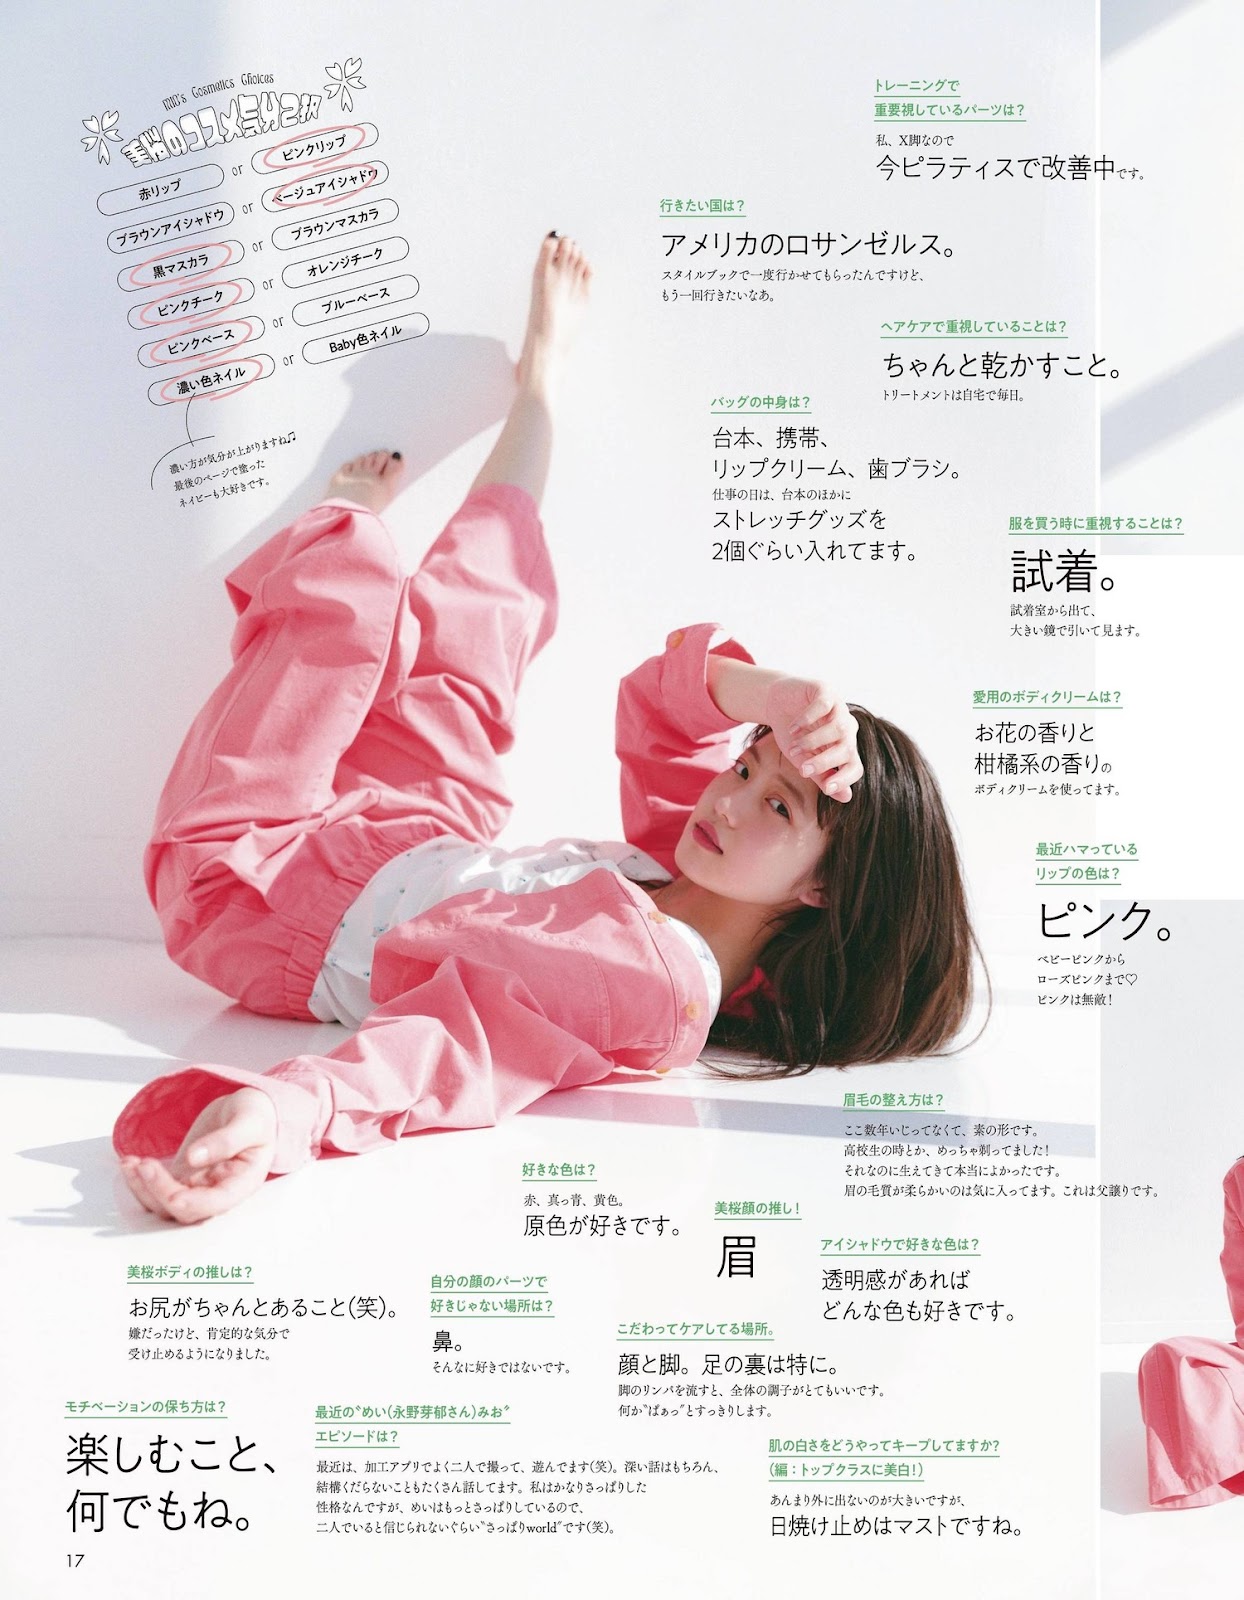 MIO's Cosmetics Choices
美桜のコスメ気分2択
赤リップ or ピンクリップ
ブラウンアイシャドウ or ベージュアイシャドウ
黒マスカラ or ブラウンマスカラ
ピンクチーク or オレンジチーク
ピンクベース or ブルーベース
濃い色ネイル or Baby色ネイル
濃い方が気分が上がりますね♫
最後のページで塗った
ネイビーも大好きです。
トレーニングで
重要視しているパーツは?
私、X脚なので
今ピラティスで改善中です。
行きたい国は?
アメリカのロサンゼルス。
スタイルブックで一度行かせてもらったんですけど、
もう一回行きたいなあ。
ヘアケアで重視していることは?
ちゃんと乾かすこと。
トリートメントは自宅で毎日。
バッグの中身は?
台本、携帯、
リップクリーム、歯ブラシ。
仕事の日は、台本のほかに
ストレッチグッズを
2個ぐらい入れてます。
服を買う時に重視することは?
試着。
試着室から出て、
大きい鏡で引いて見ます。
愛用のボディクリームは?
お花の香りと
柑橘系の香りの
ボディクリームを使ってます。
最近ハマっている
リップの色は?
ピンク。
ベビーピンクから
ローズピンクまで♡
ピンクは無敵!
眉毛の整え方は?
ここ数年いじってなくて、素の形です。
高校生の時とか、めっちゃ剃ってました!
それなのに生えてきて本当によかったです。
眉の毛質が柔らかいのは気に入ってます。これは父譲りです。
好きな色は?
赤、真っ青、黄色。
原色が好きです。
美桜顔の推し!
眉
アイシャドウで好きな色は?
透明感があれば
どんな色も好きです。
美桜ボディの推しは?
お尻がちゃんとあること(笑)。
嫌だったけど、肯定的な気分で
受け止めるようになりました。
自分の顔のパーツで
好きじゃない場所は?
鼻。
そんなに好きではないです。
こだわってケアしてる場所。
顔と脚。足の裏は特に。
脚のリンパを流すと、全体の調子がとてもいいです。
何か“ばぁっ”とすっきりします。
モチベーションの保ち方は?
楽しむこと、
何でもね。
最近の“めい(永野芽郁さん)みお”
エピソードは?
最近は、加工アプリでよく二人で撮って、遊んでます(笑)。深い話はもちろん、
結構くだらないこともたくさん話してます。私はかなりさっぱりした
性格なんですが、めいはもっとさっぱりしているので、
二人でいると信じられないぐらい“さっぱりworld”です(笑)。
肌の白さをどうやってキープしてますか?
(編:トップクラスに美白!)
あんまり外に出ないのが大きいですが、
日焼け止めはマストですね。
17